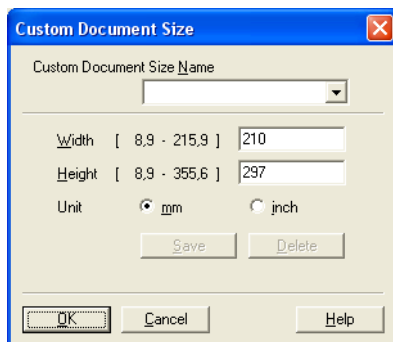 Custom Document Size
Custom Document Size Name
Width [ 8,9 - 215,9 ] 210
Height [ 8,9 - 355,6 ] 297
Unit mm inch
Save Delete
OK Cancel Help